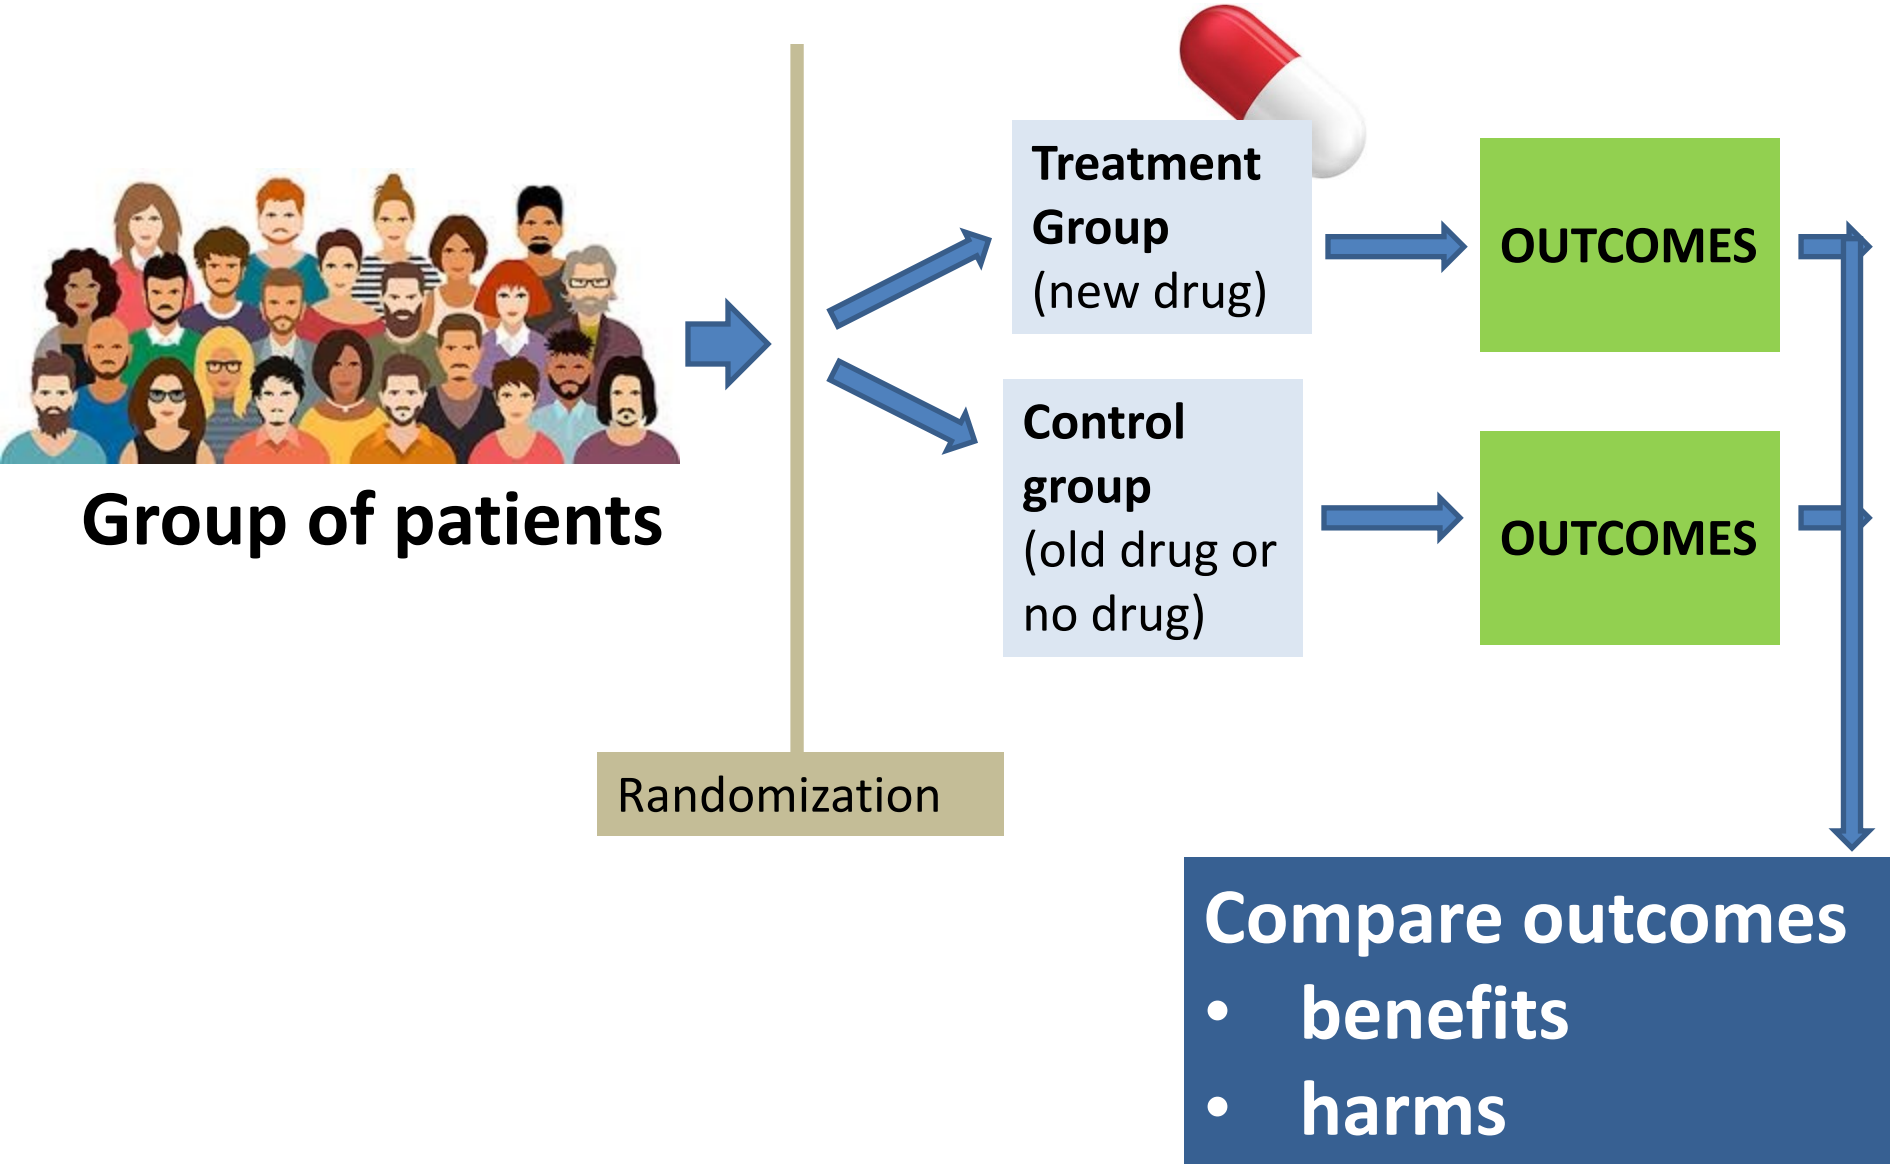 Group of patients
Randomization
Treatment
Group
(new drug)
OUTCOMES
Control
group
(old drug or
no drug)
OUTCOMES
Compare outcomes
• benefits
• harms